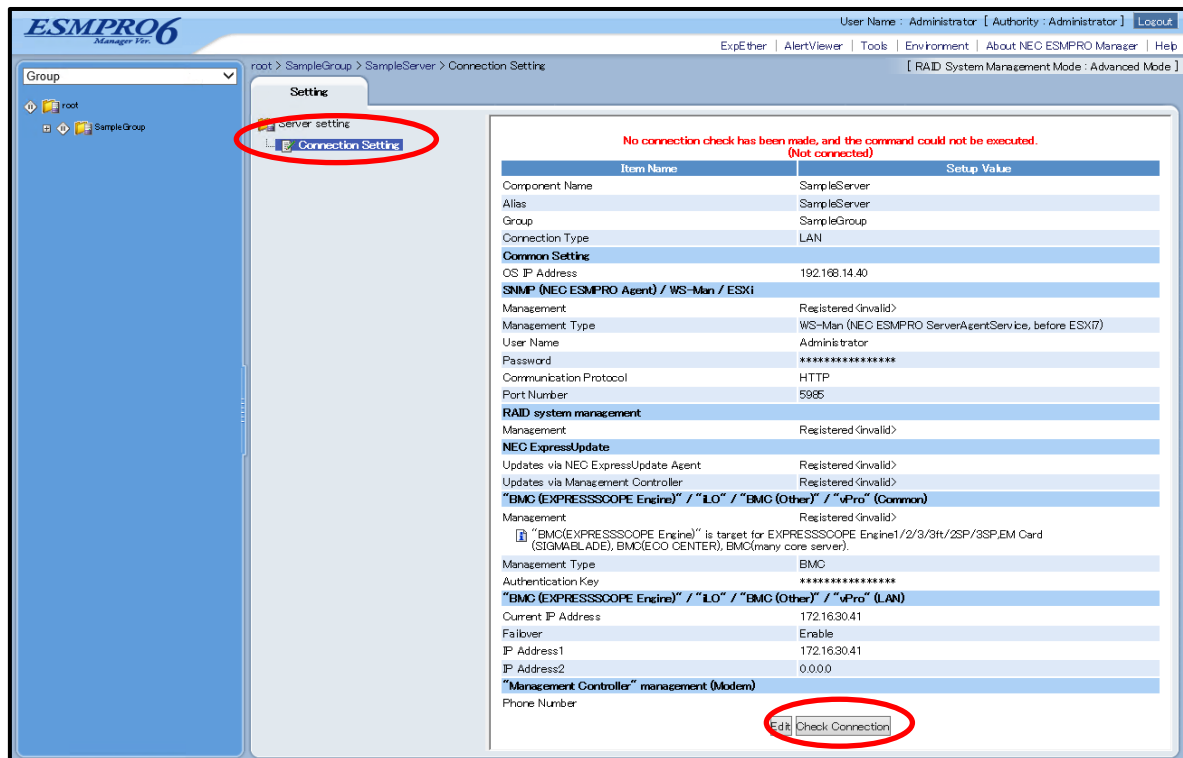 ESMPRO6
Manager Ver.
User Name : Administrator [ Authority : Administrator ] Logout
ExpEther | AlertViewer | Tools | Environment | About NEC ESMPRO Manager | Help
Group
root > SampleGroup > SampleServer > Connection Setting
[ RAID System Management Mode : Advanced Mode ]
root
SampleGroup
Setting
Server setting
Connection Setting
No connection check has been made, and the command could not be executed.
(Not connected)
Item Name Setup Value
Component Name SampleServer
Alias SampleServer
Group SampleGroup
Connection Type LAN
Common Setting
OS IP Address 192.168.14.40
SNMP (NEC ESMPRO Agent) / WS-Man / ESXi
Management Registered<invalid>
Management Type WS-Man (NEC ESMPRO ServerAgentService, before ESXi7)
User Name Administrator
Password ****************
Communication Protocol HTTP
Port Number 5985
RAID system management
Management Registered<invalid>
NEC ExpressUpdate
Updates via NEC ExpressUpdate Agent Registered<invalid>
Updates via Management Controller Registered<invalid>
"BMC (EXPRESSSCOPE Engine)" / "iLO" / "BMC (Other)" / "vPro" (Common)
Management Registered<invalid>
"BMC(EXPRESSSCOPE Engine)" is target for EXPRESSSCOPE Engine1/2/3/3ft/2SP/3SP,EM Card
(SIGMABLADE), BMC(ECO CENTER), BMC(many core server).
Management Type BMC
Authentication Key ****************
"BMC (EXPRESSSCOPE Engine)" / "iLO" / "BMC (Other)" / "vPro" (LAN)
Current IP Address 172.16.30.41
Failover Enable
IP Address1 172.16.30.41
IP Address2 0.0.0.0
"Management Controller" management (Modem)
Phone Number
Edit Check Connection